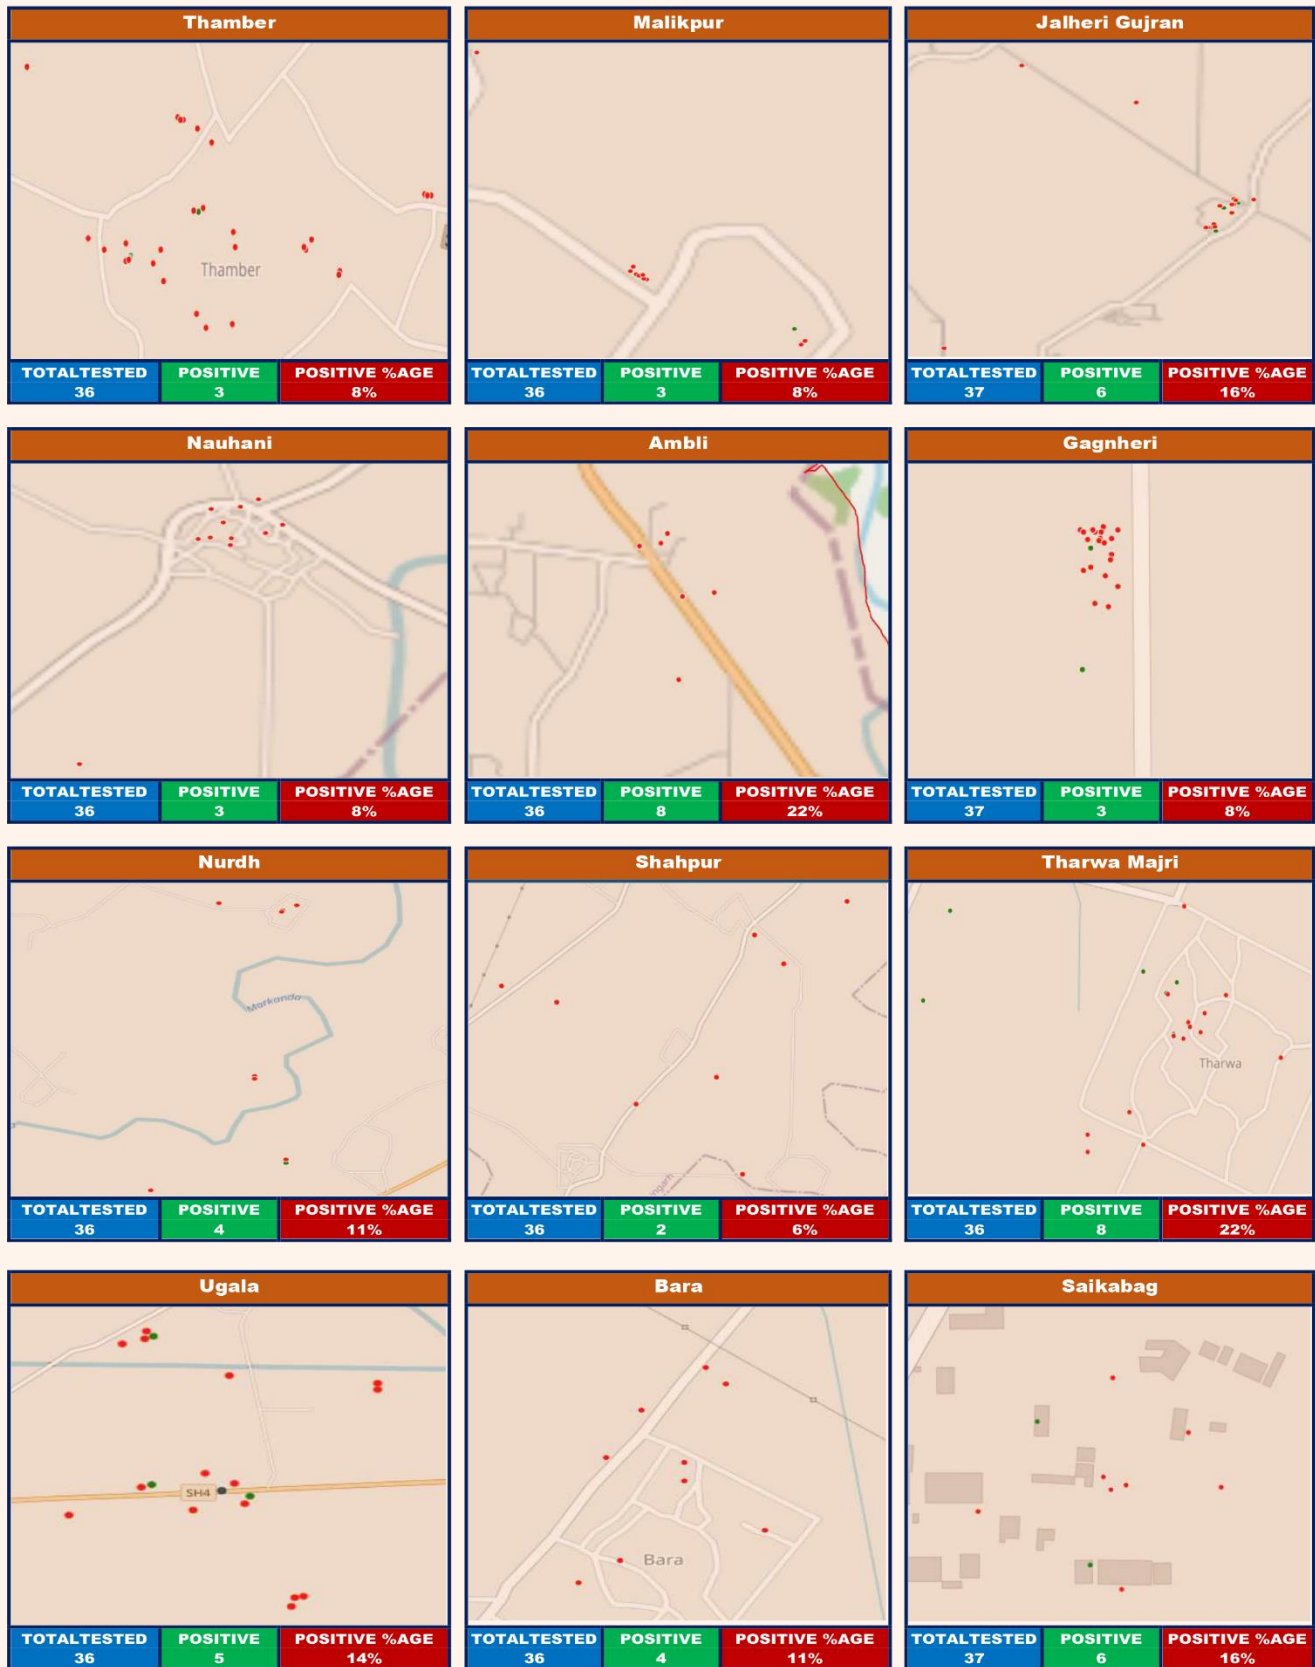 Thamber Malikpur Jalheri Gujran
Thamber
TOTALTESTED POSITIVE POSITIVE %AGE TOTALTESTED POSITIVE POSITIVE %AGE TOTALTESTED POSITIVE POSITIVE %AGE
36 3 8% 36 3 8% 37 6 16%
Nauhani Ambli Gagnheri
TOTALTESTED POSITIVE POSITIVE %AGE TOTALTESTED POSITIVE POSITIVE %AGE TOTALTESTED POSITIVE POSITIVE %AGE
36 3 8% 36 8 22% 37 3 8%
Nurdh Shahpur Tharwa Majri
Markanda
Tharwa
TOTALTESTED POSITIVE POSITIVE %AGE TOTALTESTED POSITIVE POSITIVE %AGE TOTALTESTED POSITIVE POSITIVE %AGE
36 4 11% 36 2 6% 36 8 22%
Ugala Bara Saikabag
SH4
Bara
TOTALTESTED POSITIVE POSITIVE %AGE TOTALTESTED POSITIVE POSITIVE %AGE TOTALTESTED POSITIVE POSITIVE %AGE
36 5 14% 36 4 11% 37 6 16%